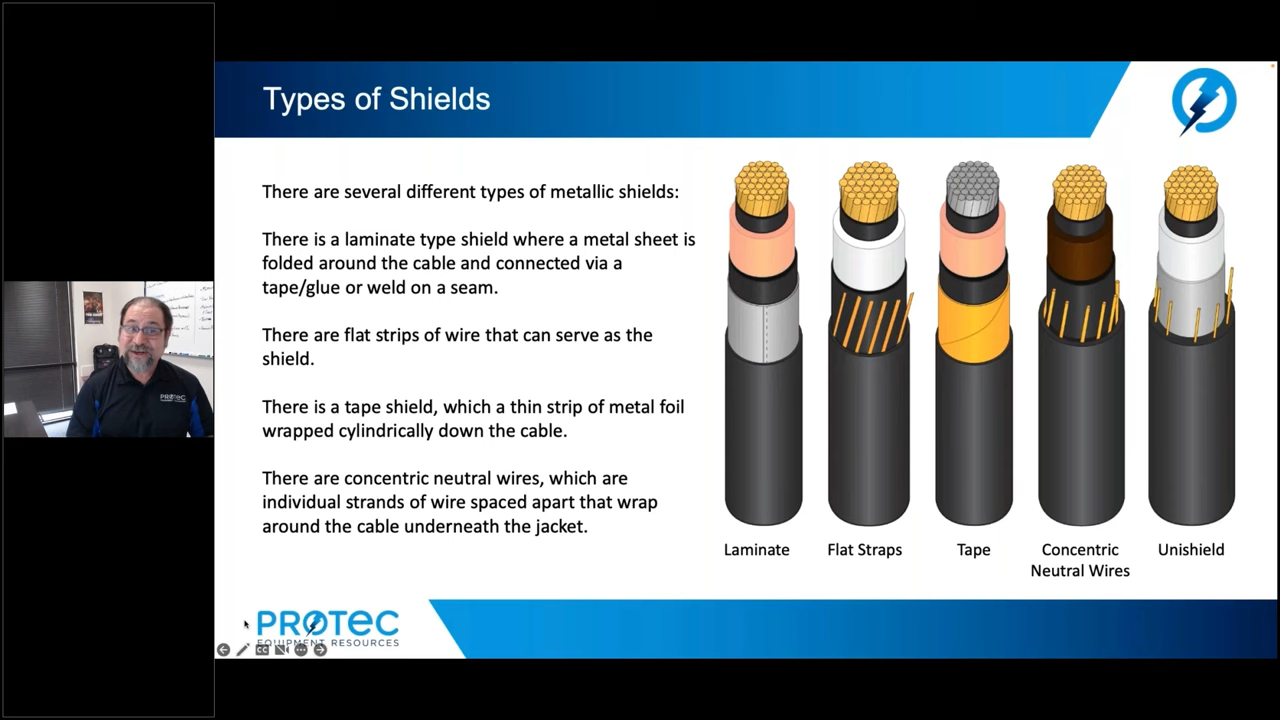 Types of Shields
There are several different types of metallic shields:
There is a laminate type shield where a metal sheet is
folded around the cable and connected via a
tape/glue or weld on a seam.
There are flat strips of wire that can serve as the
shield.
There is a tape shield, which a thin strip of metal foil
wrapped cylindrically down the cable.
There are concentric neutral wires, which are
individual strands of wire spaced apart that wrap
around the cable underneath the jacket.
Laminate
Flat Straps
Tape
Concentric
Neutral Wires
Unishield
PROTEC
EQUIPMENT RESOURCES
CC
PROTEC